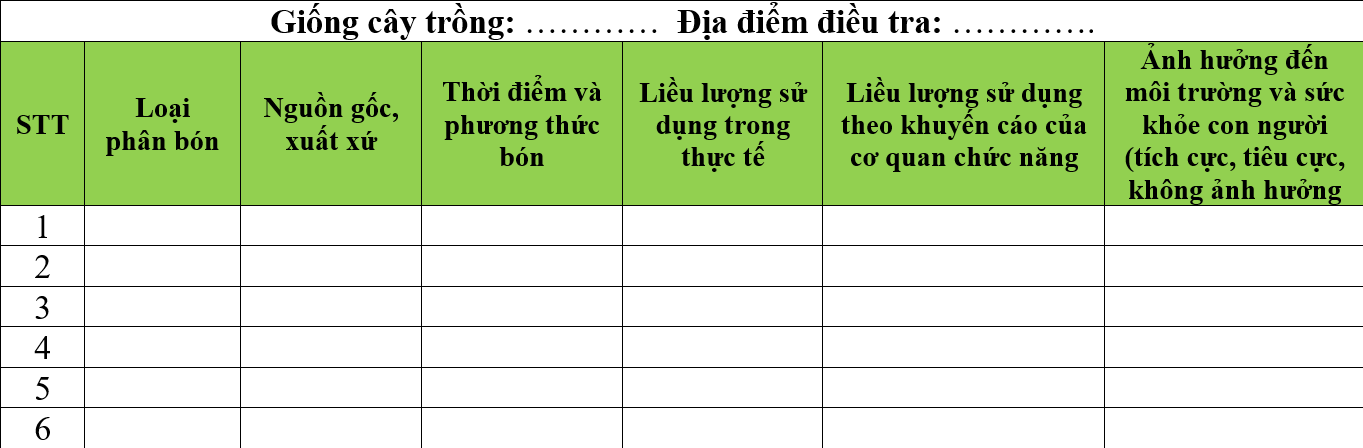 Giống cây trồng: ………… Địa điểm điều tra: ………….
STT
Loại
phân bón
Nguồn gốc,
xuất xứ
Thời điểm và
phương thức
bón
Liều lượng sử
dụng trong
thực tế
Liều lượng sử dụng
theo khuyến cáo của
cơ quan chức năng
Ảnh hưởng đến
môi trường và sức
khỏe con người
(tích cực, tiêu cực,
không ảnh hưởng
1
2
3
4
5
6